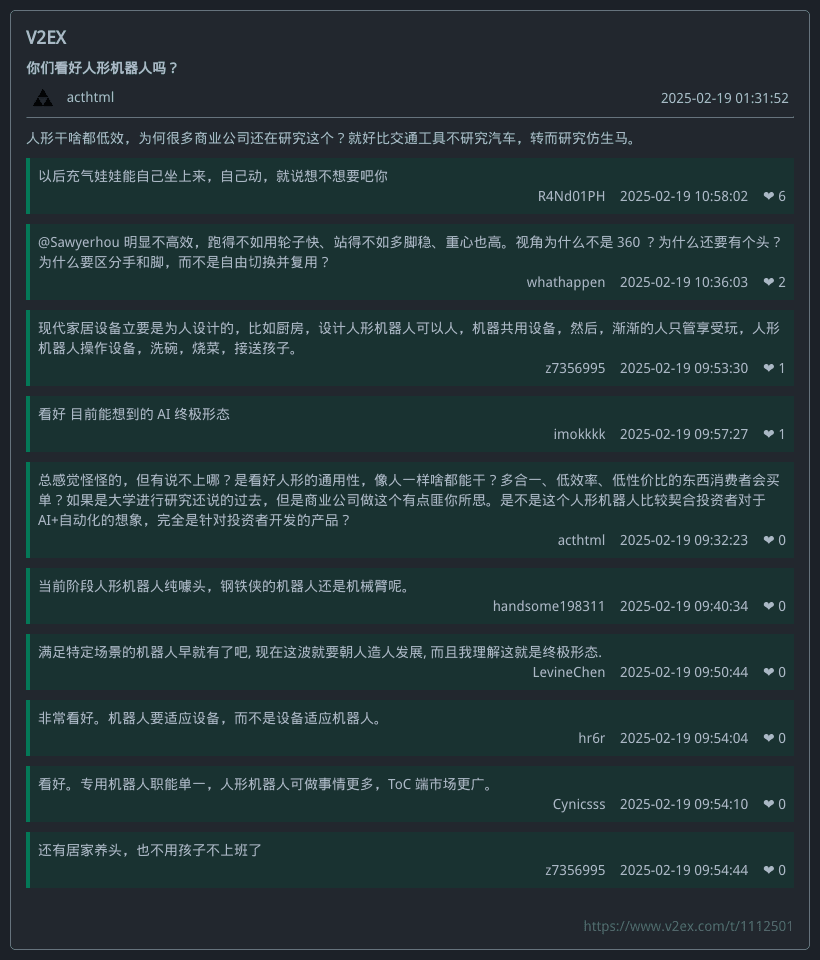 V2EX
你们看好人形机器人吗？
acthtml 2025-02-19 01:31:52
人形干啥都低效，为何很多商业公司还在研究这个？就好比交通工具不研究汽车，转而研究仿生马。
以后充气娃娃能自己坐上来，自己动，就说想不想要吧你
R4Nd01PH 2025-02-19 10:58:02 ❤ 6
@Sawyerhou 明显不高效，跑得不如用轮子快、站得不如多脚稳、重心也高。视角为什么不是 360 ？为什么还要有个头？
为什么要区分手和脚，而不是自由切换并复用？
whathappen 2025-02-19 10:36:03 ❤ 2
现代家居设备立要是为人设计的，比如厨房，设计人形机器人可以人，机器共用设备，然后，渐渐的人只管享受玩，人形
机器人操作设备，洗碗，烧菜，接送孩子。
z7356995 2025-02-19 09:53:30 ❤ 1
看好 目前能想到的 AI 终极形态
imokkkk 2025-02-19 09:57:27 ❤ 1
总感觉怪怪的，但有说不上哪？是看好人形的通用性，像人一样啥都能干？多合一、低效率、低性价比的东西消费者会买
单？如果是大学进行研究还说的过去，但是商业公司做这个有点匪你所思。是不是这个人形机器人比较契合投资者对于
AI+自动化的想象，完全是针对投资者开发的产品？
acthtml 2025-02-19 09:32:23 ❤ 0
当前阶段人形机器人纯噱头，钢铁侠的机器人还是机械臂呢。
handsome198311 2025-02-19 09:40:34 ❤ 0
满足特定场景的机器人早就有了吧, 现在这波就要朝人造人发展, 而且我理解这就是终极形态.
LevineChen 2025-02-19 09:50:44 ❤ 0
非常看好。机器人要适应设备，而不是设备适应机器人。
hr6r 2025-02-19 09:54:04 ❤ 0
看好。专用机器人职能单一，人形机器人可做事情更多，ToC 端市场更广。
Cynicsss 2025-02-19 09:54:10 ❤ 0
还有居家养头，也不用孩子不上班了
z7356995 2025-02-19 09:54:44 ❤ 0
https://www.v2ex.com/t/1112501